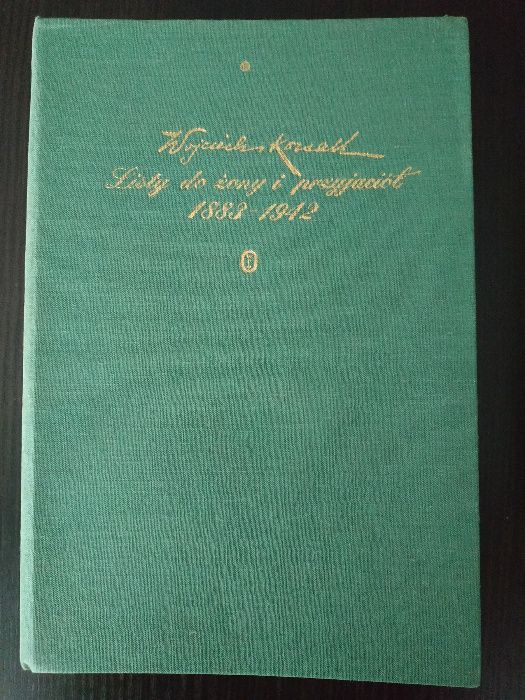 Wojciech Kossak
Listy do żony i przyjaciół
1883-1942